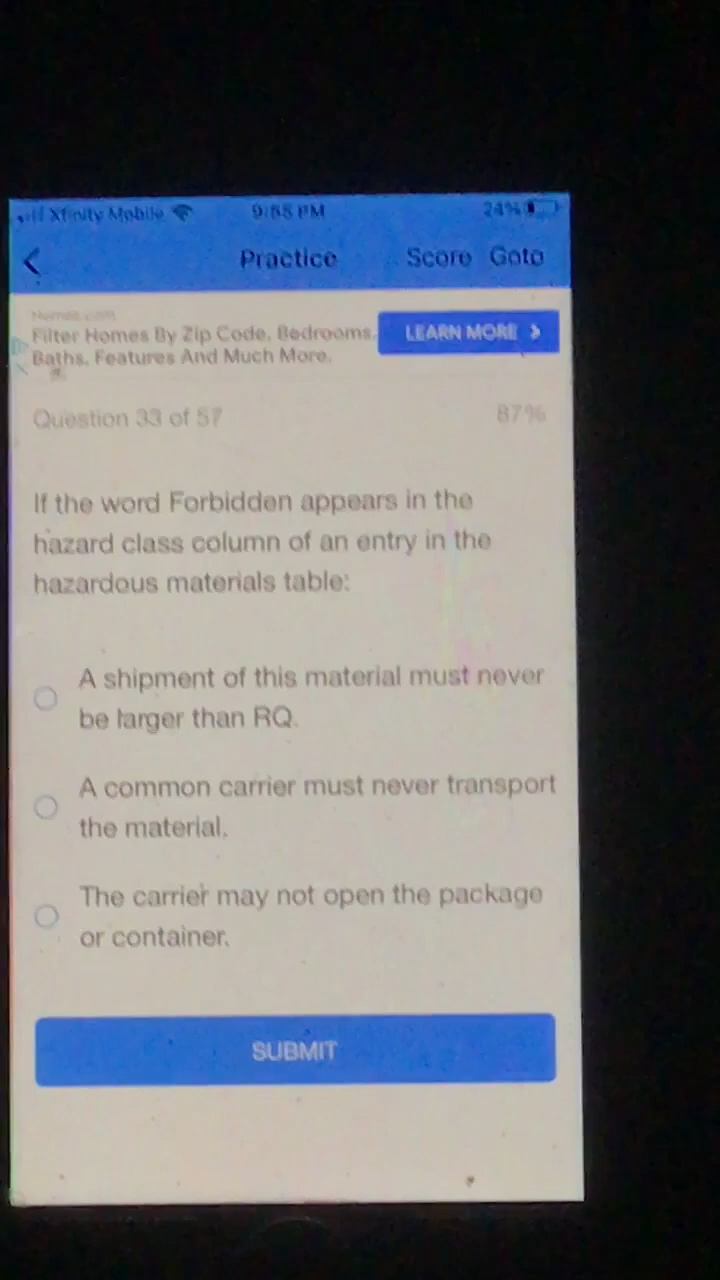 Xfinity Mobile 9:55 PM 24%
Practice Score Goto
Homes.com
Filter Homes By Zip Code, Bedrooms,
Baths, Features And Much More.
LEARN MORE
Question 33 of 57 87%
If the word Forbidden appears in the
hazard class column of an entry in the
hazardous materials table:
A shipment of this material must never
be larger than RQ.
A common carrier must never transport
the material.
The carrier may not open the package
or container.
SUBMIT